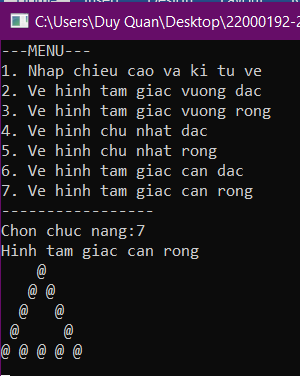 C:\Users\Duy Quan\Desktop\22000192-2
---MENU---
1. Nhap chieu cao va ki tu ve
2. Ve hinh tam giac vuong dac
3. Ve hinh tam giac vuong rong
4. Ve hinh chu nhat dac
5. Ve hinh chu nhat rong
6. Ve hinh tam giac can dac
7. Ve hinh tam giac can rong
-----------------
Chon chuc nang:7
Hinh tam giac can rong
    @
   @ @
  @   @
 @     @
@ @ @ @ @